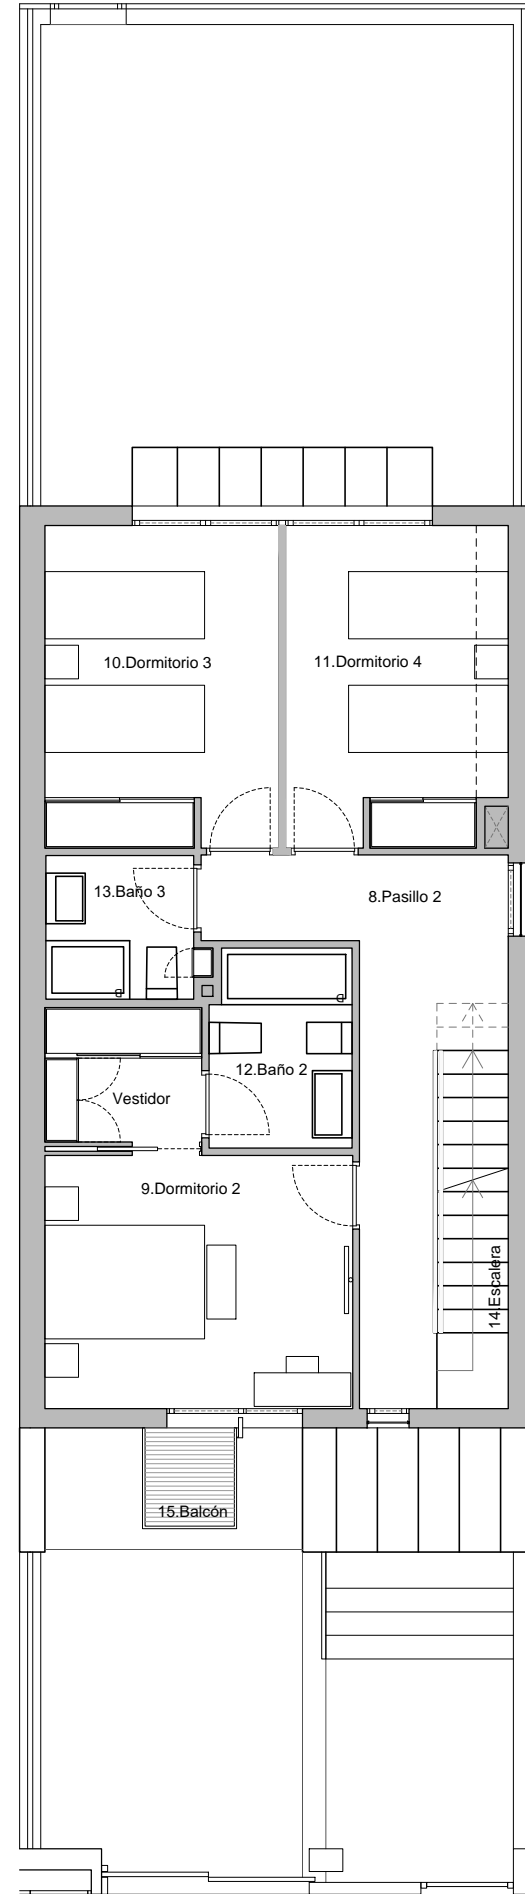 10.Dormitorio 3
11.Dormitorio 4
13.Baño 3
8.Pasillo 2
12.Baño 2
Vestidor
9.Dormitorio 2
14.Escalera
15.Balcón